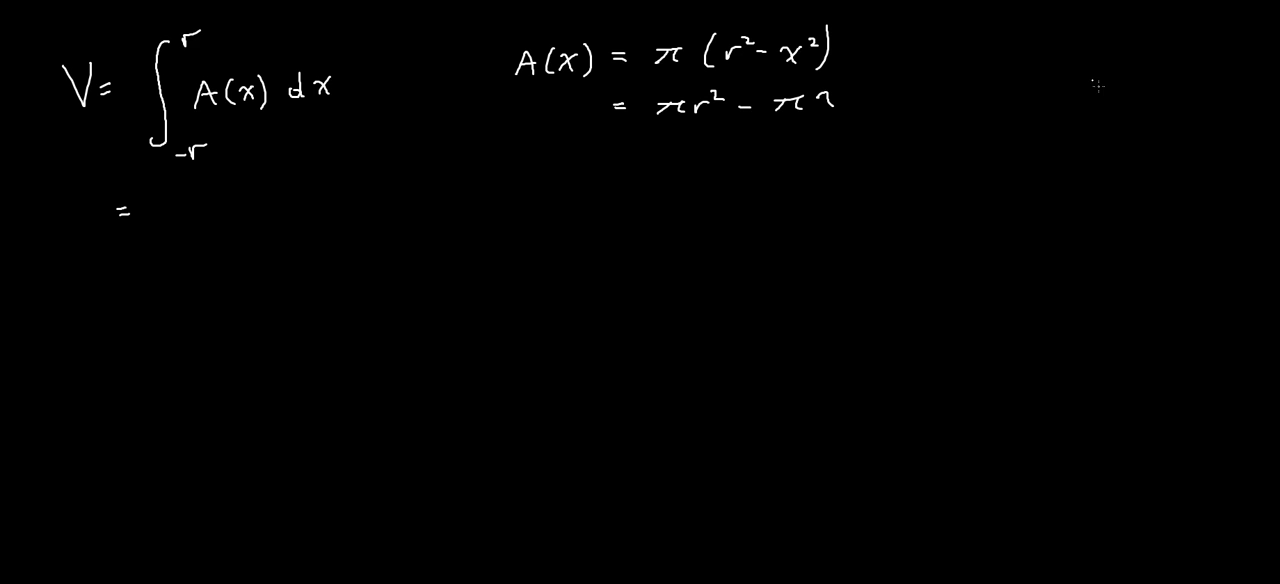 V = ∫_{-r}^{r} A(x) dx
=
A(x) = π (r² - x²)
= πr² - π